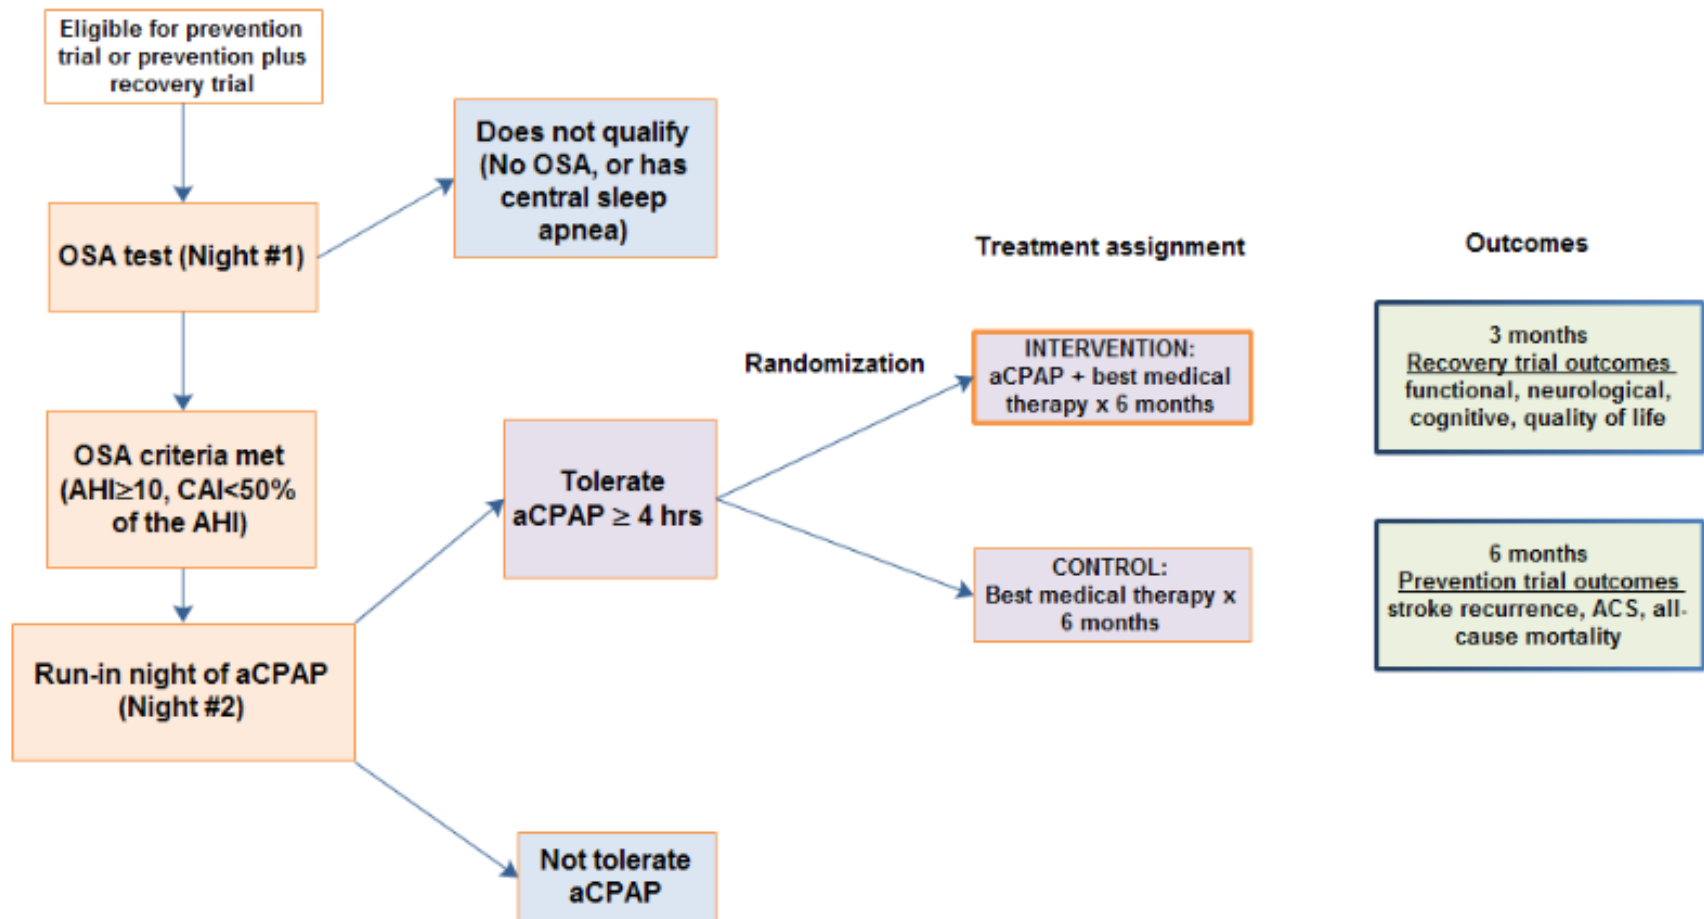 Eligible for prevention
trial or prevention plus
recovery trial
Does not qualify
(No OSA, or has
central sleep
apnea)
OSA test (Night #1)
Treatment assignment
Outcomes
Randomization
INTERVENTION:
aCPAP + best medical
therapy x 6 months
3 months
Recovery trial outcomes
functional, neurological,
cognitive, quality of life
OSA criteria met
(AHI≥10, CAI<50%
of the AHI)
Tolerate
aCPAP ≥ 4 hrs
CONTROL:
Best medical therapy x
6 months
6 months
Prevention trial outcomes
stroke recurrence, ACS, all-
cause mortality
Run-in night of aCPAP
(Night #2)
Not tolerate
aCPAP